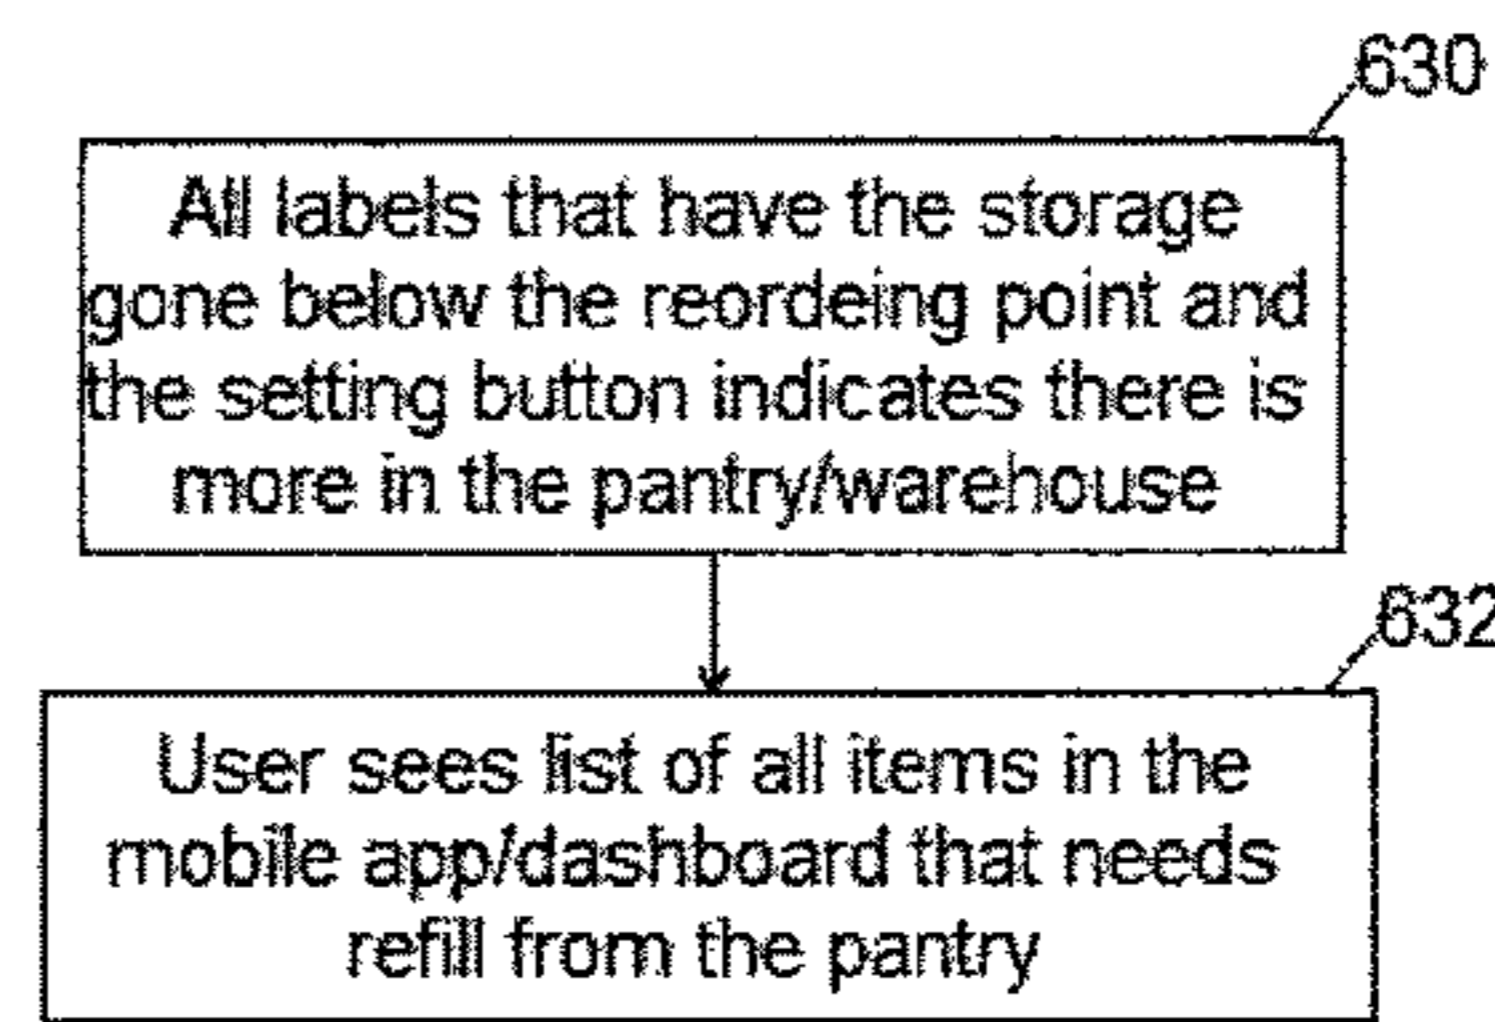 630
All labels that have the storage
gone below the reordeing point and
the setting button indicates there is
more in the pantry/warehouse
632
User sees list of all items in the
mobile app/dashboard that needs
refill from the pantry